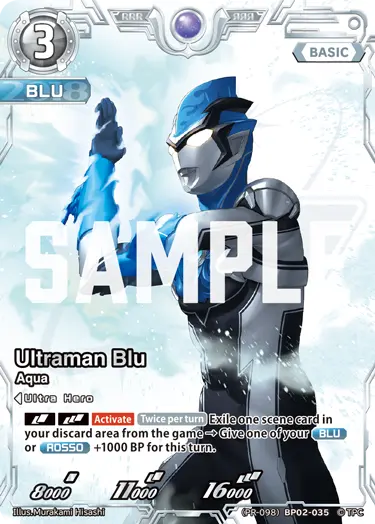 3
BASIC
BLU
SAMPLE
Ultraman Blu
Aqua
Ultra Hero
Activate Twice per turn Exile one scene card in
your discard area from the game → Give one of your BLU
or ROSSO +1000 BP for this turn.
8000 11000 16000
Illus. Murakami Hisashi (PR-098) BP02-035 © TPC